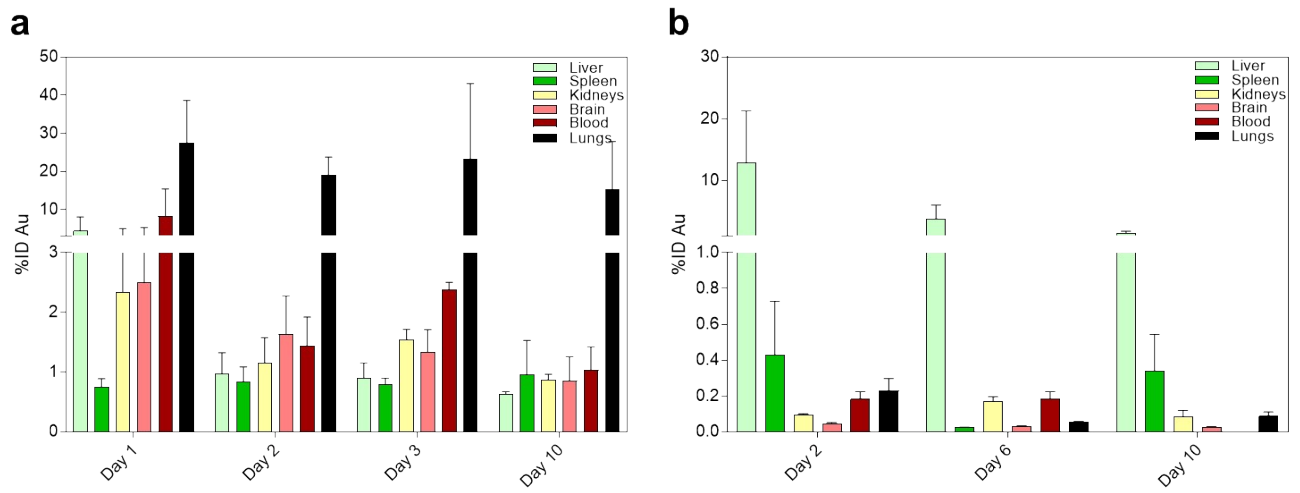 a
50
40
30
20
10
3
2
1
0
%ID Au
Liver
Spleen
Kidneys
Brain
Blood
Lungs
Day 1
Day 2
Day 3
Day 10
b
30
20
10
1.0
0.8
0.6
0.4
0.2
0.0
%ID Au
Liver
Spleen
Kidneys
Brain
Blood
Lungs
Day 2
Day 6
Day 10